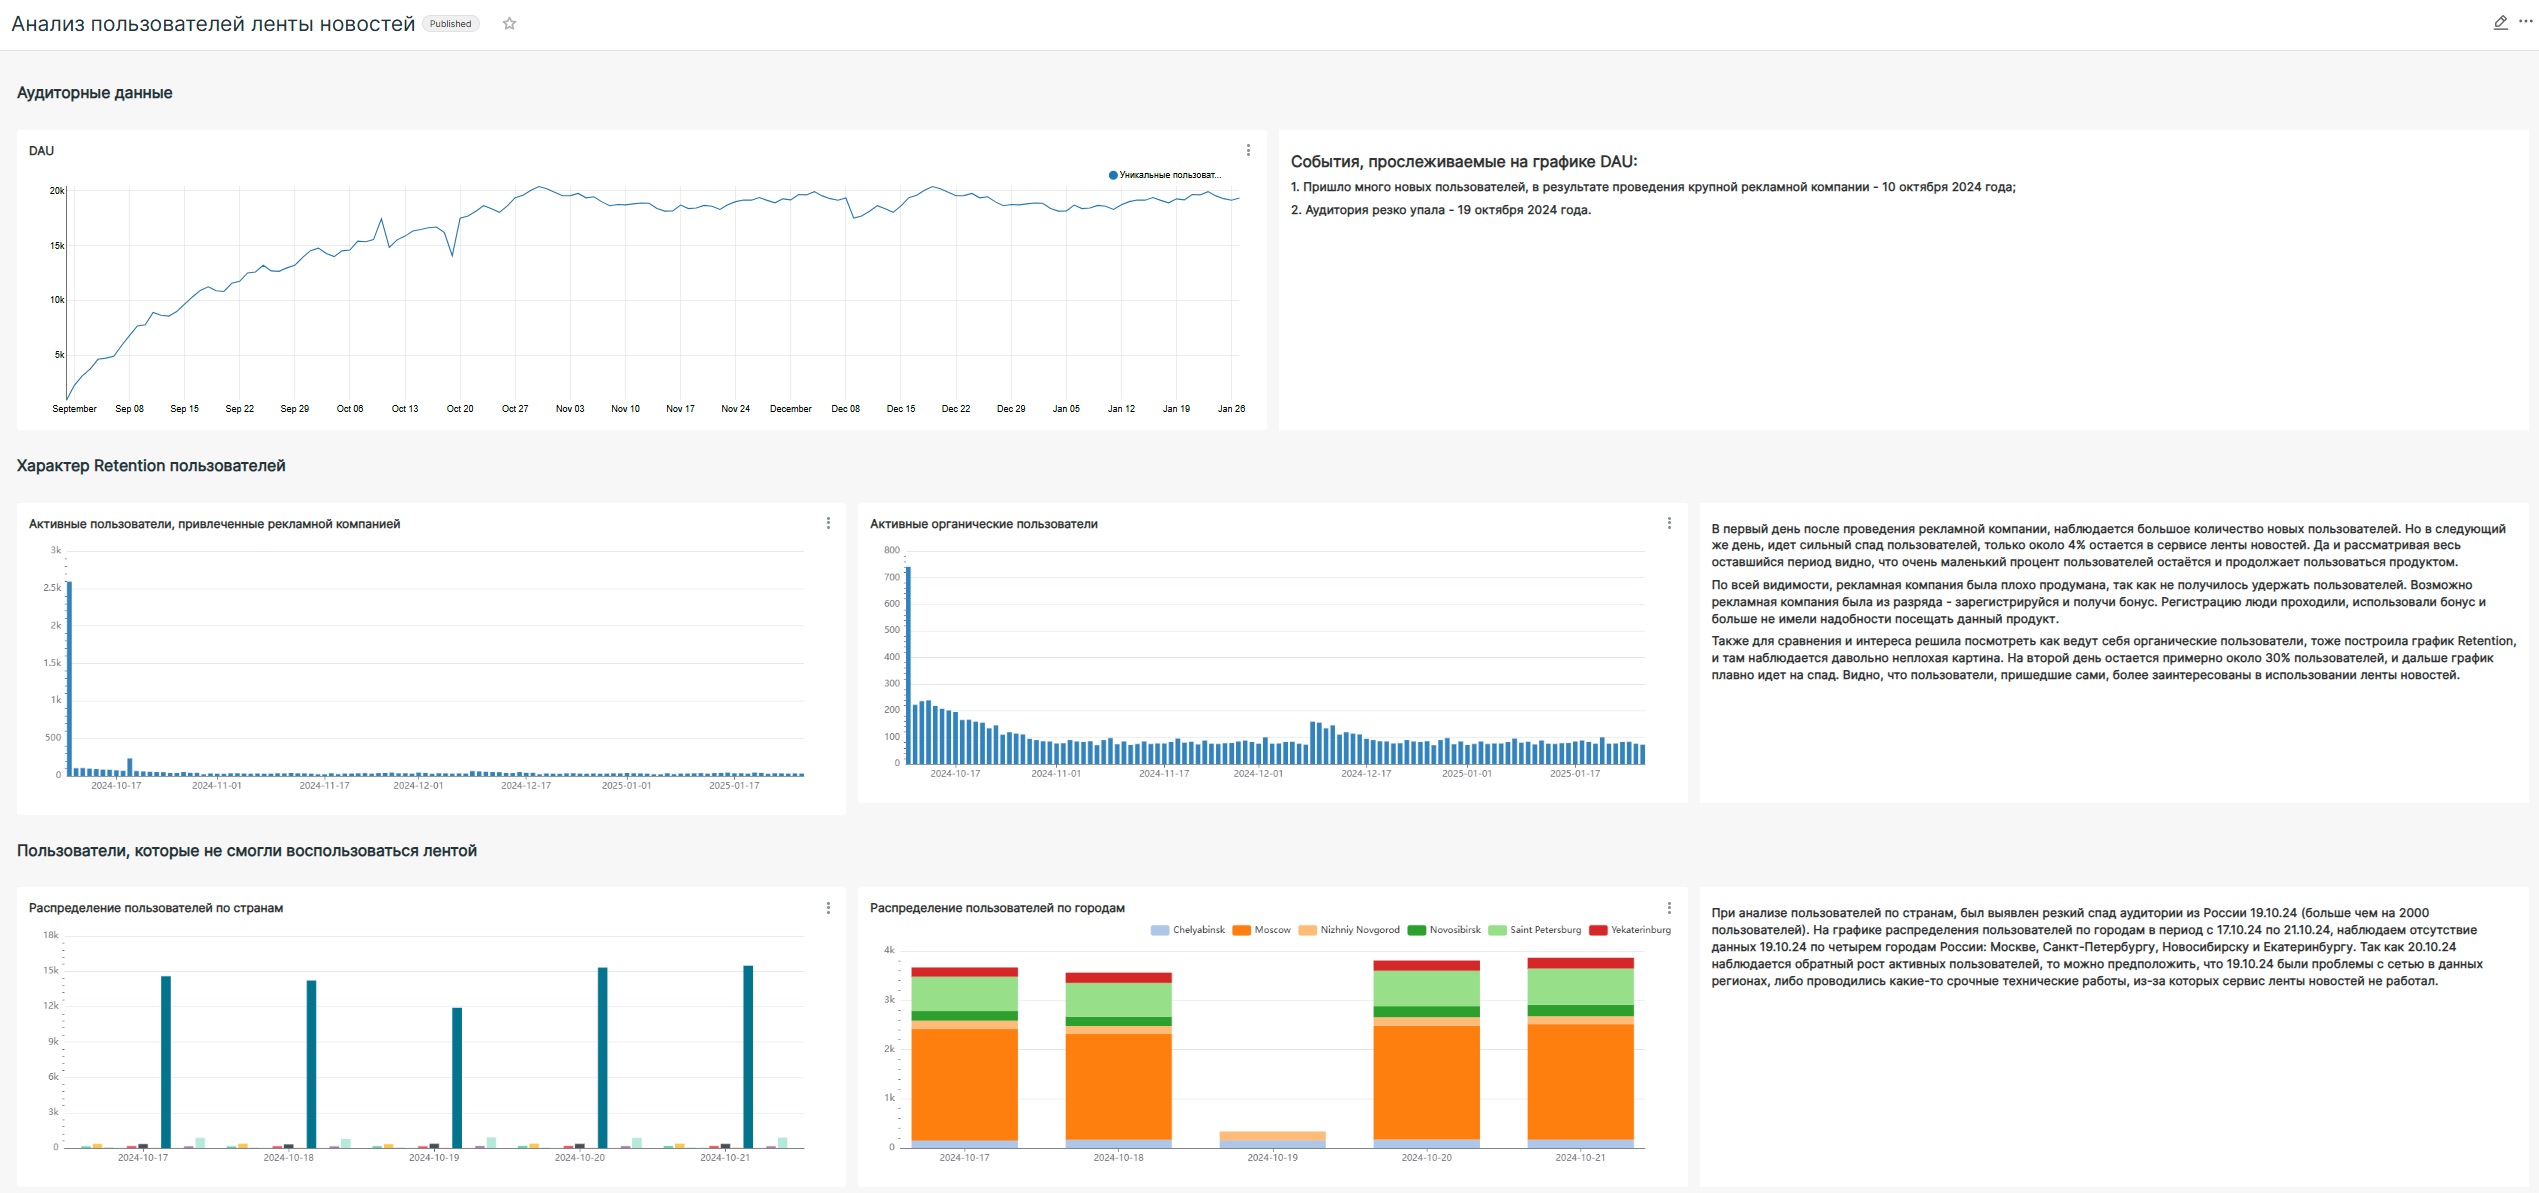 Анализ пользователей ленты новостей
Published
Аудиторные данные
DAU
Уникальные пользоват...
20k
15k
10k
5k
September Sep 08 Sep 15 Sep 22 Sep 29 Oct 06 Oct 13 Oct 20 Oct 27 Nov 03 Nov 10 Nov 17 Nov 24 December Dec 08 Dec 15 Dec 22 Dec 29 Jan 05 Jan 12 Jan 19 Jan 26
События, прослеживаемые на графике DAU:
1. Пришло много новых пользователей, в результате проведения крупной рекламной компании - 10 октября 2024 года;
2. Аудитория резко упала - 19 октября 2024 года.
Характер Retention пользователей
Активные пользователи, привлеченные рекламной компанией
3k
2.5k
2k
1.5k
1k
500
0
2024-10-17 2024-11-01 2024-11-17 2024-12-01 2024-12-17 2025-01-01 2025-01-17
Активные органические пользователи
800
700
600
500
400
300
200
100
0
2024-10-17 2024-11-01 2024-11-17 2024-12-01 2024-12-17 2025-01-01 2025-01-17
В первый день после проведения рекламной компании, наблюдается большое количество новых пользователей. Но в следующий
же день, идет сильный спад пользователей, только около 4% остается в сервисе ленты новостей. Да и рассматривая весь
оставшийся период видно, что очень маленький процент пользователей остаётся и продолжает пользоваться продуктом.
По всей видимости, рекламная компания была плохо продумана, так как не получилось удержать пользователей. Возможно
рекламная компания была из разряда - зарегистрируйся и получи бонус. Регистрацию люди проходили, использовали бонус и
больше не имели надобности посещать данный продукт.
Также для сравнения и интереса решила посмотреть как ведут себя органические пользователи, тоже построила график Retention,
и там наблюдается давольно неплохая картина. На второй день остается примерно около 30% пользователей, и дальше график
плавно идет на спад. Видно, что пользователи, пришедшие сами, более заинтересованы в использовании ленты новостей.
Пользователи, которые не смогли воспользоваться лентой
Распределение пользователей по странам
18k
15k
12k
9k
6k
3k
0
2024-10-17 2024-10-18 2024-10-19 2024-10-20 2024-10-21
Распределение пользователей по городам
Chelyabinsk Moscow Nizhniy Novgorod Novosibirsk Saint Petersburg Yekaterinburg
4k
3k
2k
1k
0
2024-10-17 2024-10-18 2024-10-19 2024-10-20 2024-10-21
При анализе пользователей по странам, был выявлен резкий спад аудитории из России 19.10.24 (больше чем на 2000
пользователей). На графике распределения пользователей по городам в период с 17.10.24 по 21.10.24, наблюдаем отсутствие
данных 19.10.24 по четырем городам России: Москве, Санкт-Петербургу, Новосибирску и Екатеринбургу. Так как 20.10.24
наблюдается обратный рост активных пользователей, то можно предположить, что 19.10.24 были проблемы с сетью в данных
регионах, либо проводились какие-то срочные технические работы, из-за которых сервис ленты новостей не работал.